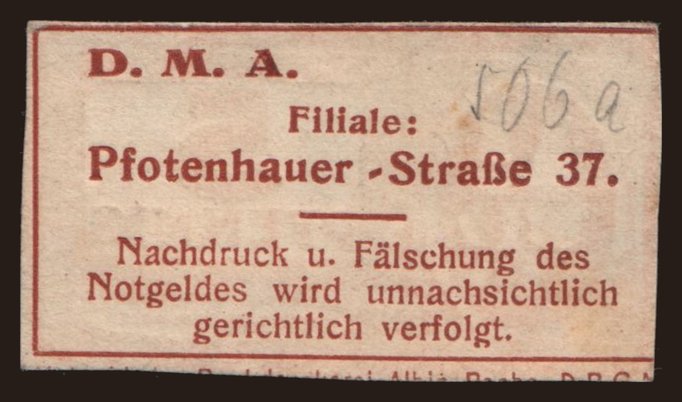 D. M. A.
506a
Filiale:
Pfotenhauer-Straße 37.
Nachdruck u. Fälschung des
Notgeldes wird unnachsichtlich
gerichtlich verfolgt.